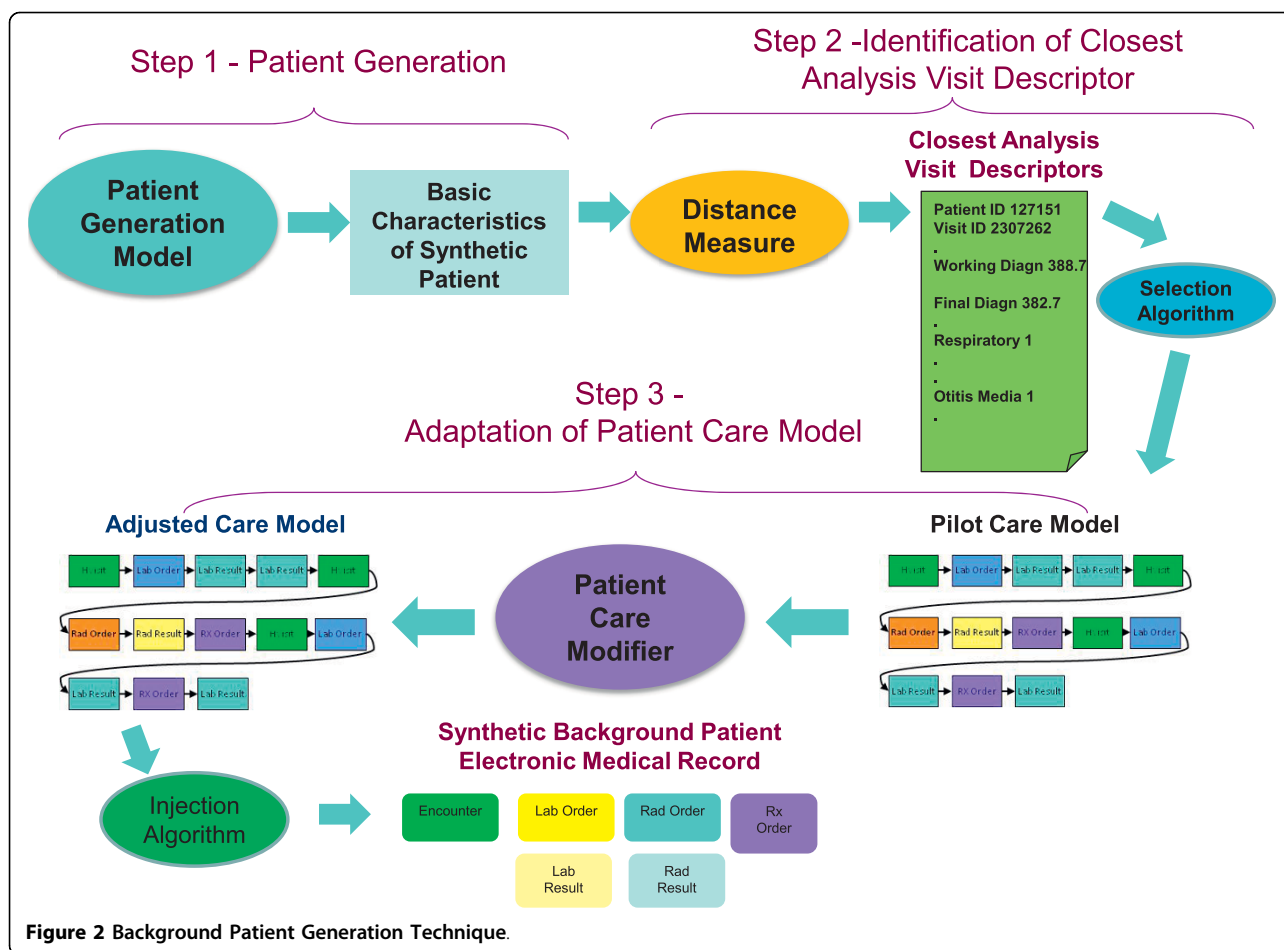 Step 1 - Patient Generation
Step 2 -Identification of Closest
Analysis Visit Descriptor
Patient
Generation
Model
Basic
Characteristics
of Synthetic
Patient
Distance
Measure
Closest Analysis
Visit Descriptors
Patient ID 127151
Visit ID 2307262
.
Working Diagn 388.7
Final Diagn 382.7
.
Respiratory 1
.
.
Otitis Media 1
.
Selection
Algorithm
Step 3 -
Adaptation of Patient Care Model
Adjusted Care Model
Lab Order
Lab Result
Lab Result
Rad Order
Rad Result
RX Order
Lab Order
Lab Result
RX Order
Lab Result
Patient
Care
Modifier
Pilot Care Model
Lab Order
Lab Result
Lab Result
Rad Order
Rad Result
RX Order
Lab Order
Lab Result
RX Order
Lab Result
Injection
Algorithm
Synthetic Background Patient
Electronic Medical Record
Encounter
Lab Order
Rad Order
Rx
Order
Lab
Result
Rad
Result
Figure 2 Background Patient Generation Technique.